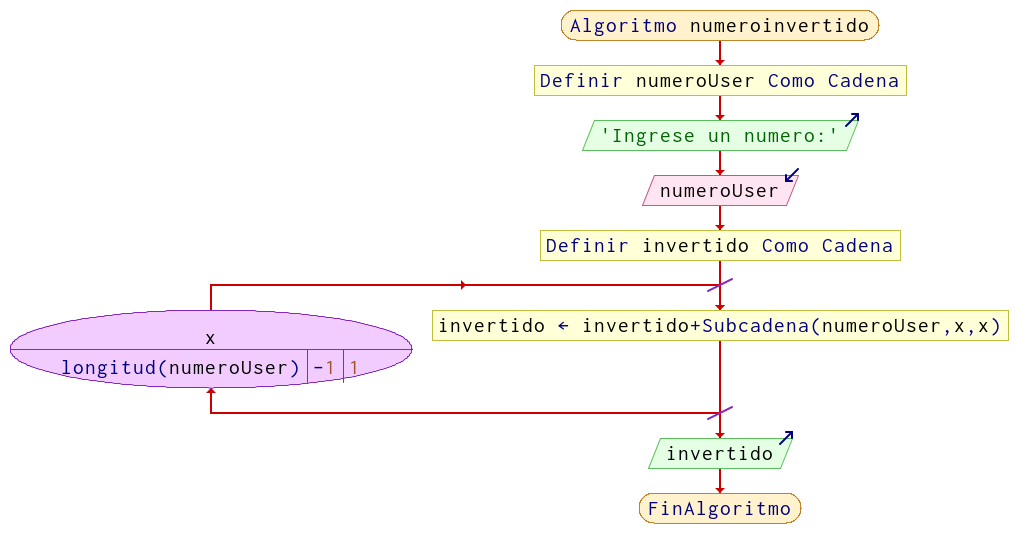 Algoritmo numeroinvertido
Definir numeroUser Como Cadena
'Ingrese un numero:'
numeroUser
Definir invertido Como Cadena
x
longitud(numeroUser) -1 1
invertido ← invertido+Subcadena(numeroUser,x,x)
invertido
FinAlgoritmo